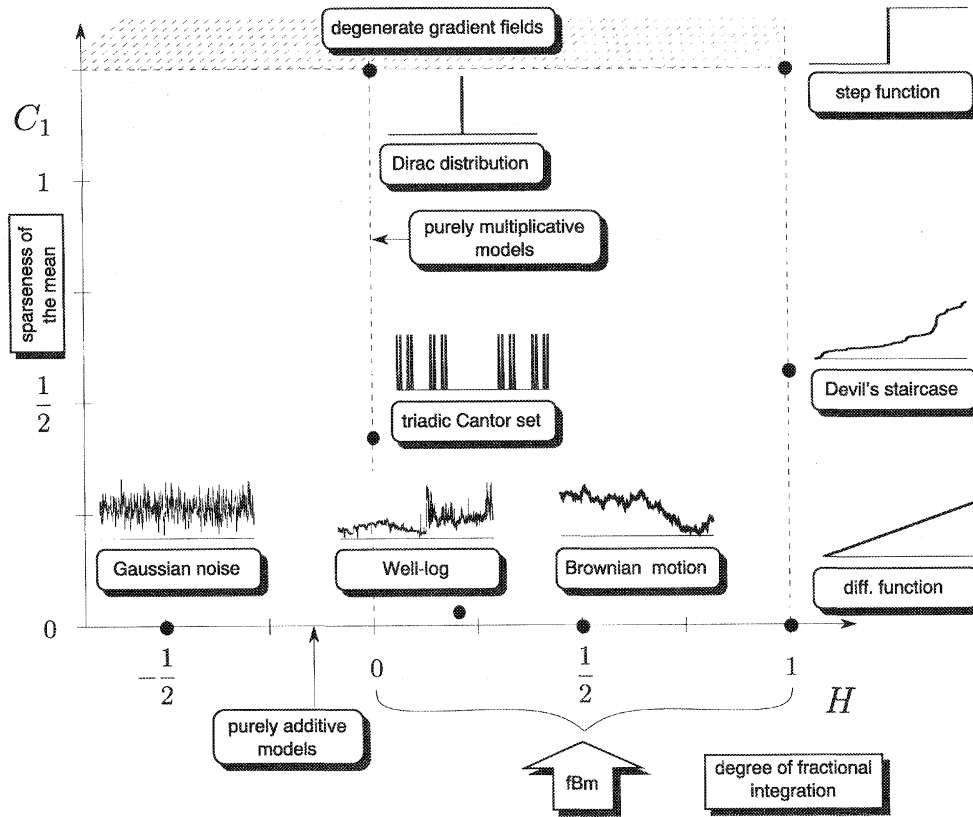 degenerate gradient fields
step function
C1
Dirac distribution
1
purely multiplicative
models
sparseness of
the mean
1/2
triadic Cantor set
Devil's staircase
Gaussian noise
Well-log
Brownian motion
diff. function
0
-1/2
0
1/2
1
H
purely additive
models
fBm
degree of fractional
integration